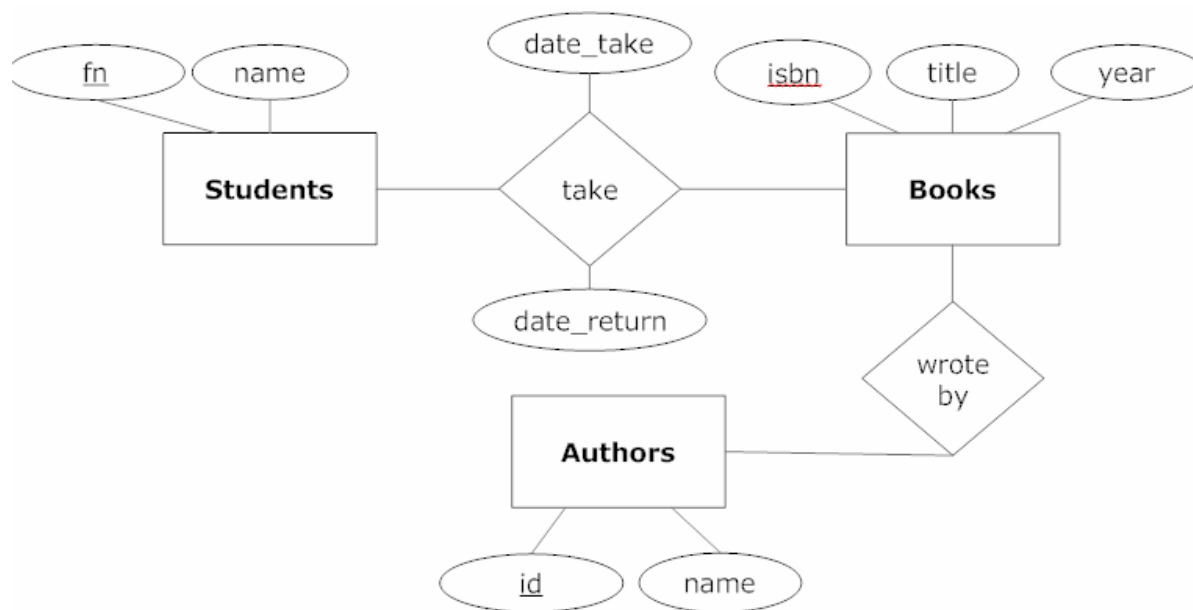 date_take
fn
name
isbn
title
year
Students
take
Books
date_return
wrote
by
Authors
id
name